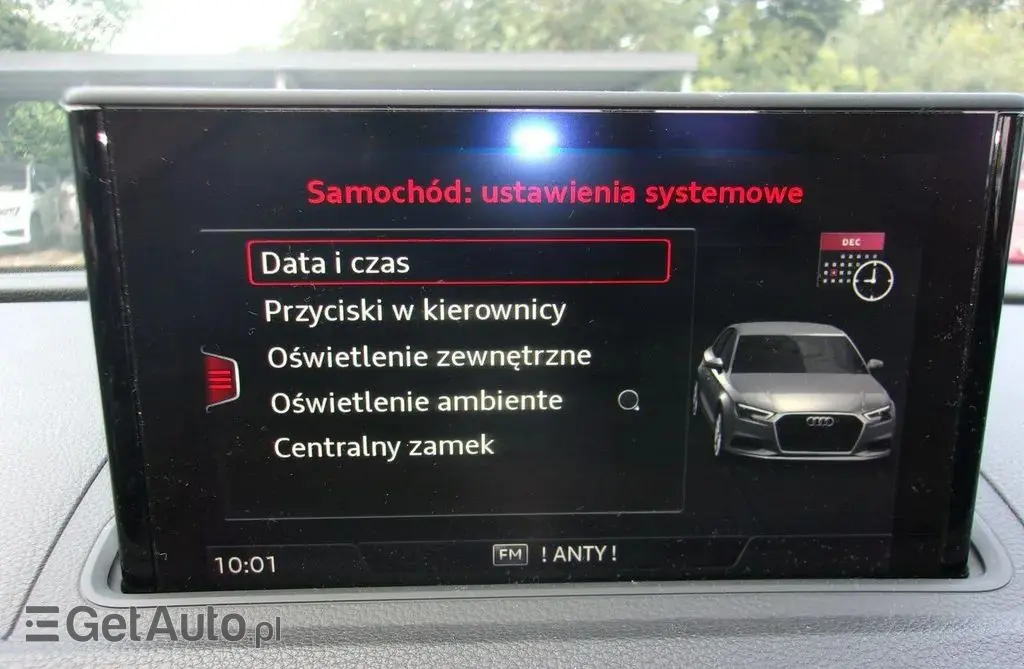 Samochód: ustawienia systemowe
DEC
Data i czas
Przyciski w kierownicy
Oświetlenie zewnętrzne
Oświetlenie ambiente
Centralny zamek
10:01
FM ! ANTY !
GetAuto.pl